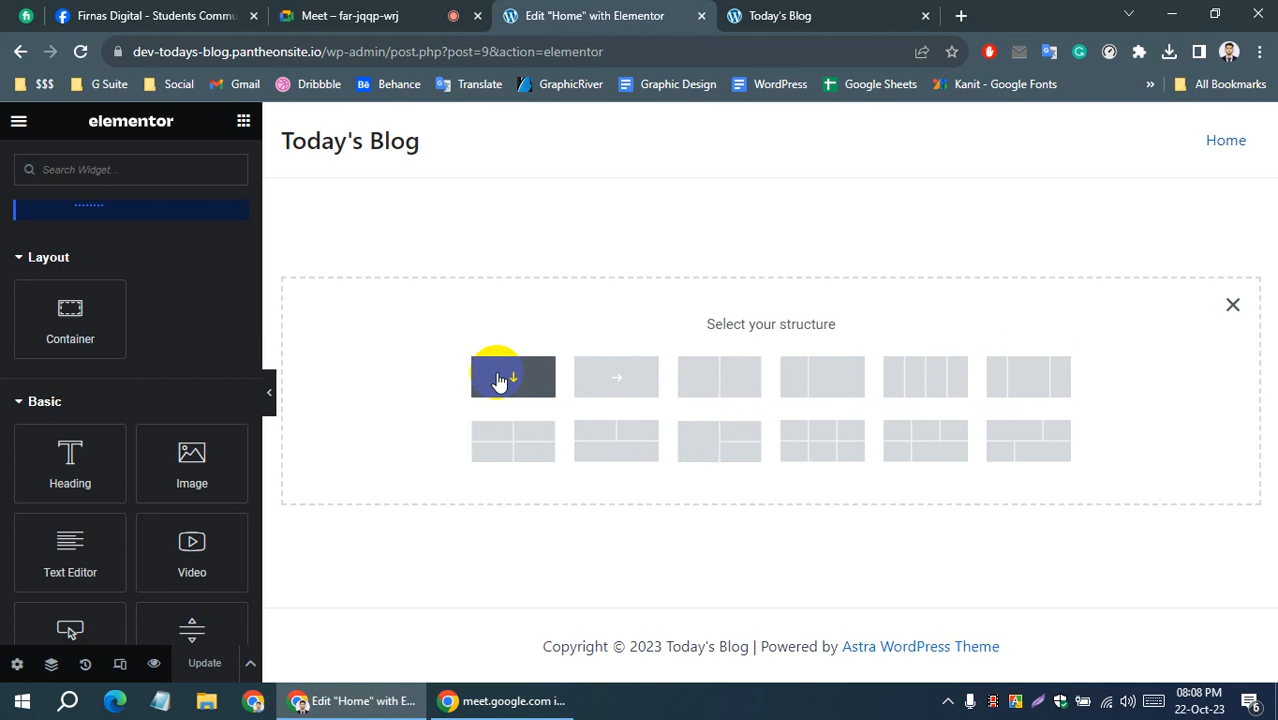 Firnas Digital - Students Commu
Meet – far-jqqp-wrj
Edit "Home" with Elementor
Today's Blog
dev-todays-blog.pantheonsite.io/wp-admin/post.php?post=9&action=elementor
$$$
G Suite
Social
Gmail
Dribbble
Behance
Translate
GraphicRiver
Graphic Design
WordPress
Google Sheets
Kanit - Google Fonts
»
All Bookmarks
elementor
Today's Blog
Home
Search Widget...
Layout
Container
Select your structure
Basic
Heading
Image
Text Editor
Video
Update
Copyright © 2023 Today's Blog | Powered by Astra WordPress Theme
Edit "Home" with E...
meet.google.com i...
08:08 PM
22-Oct-23
6